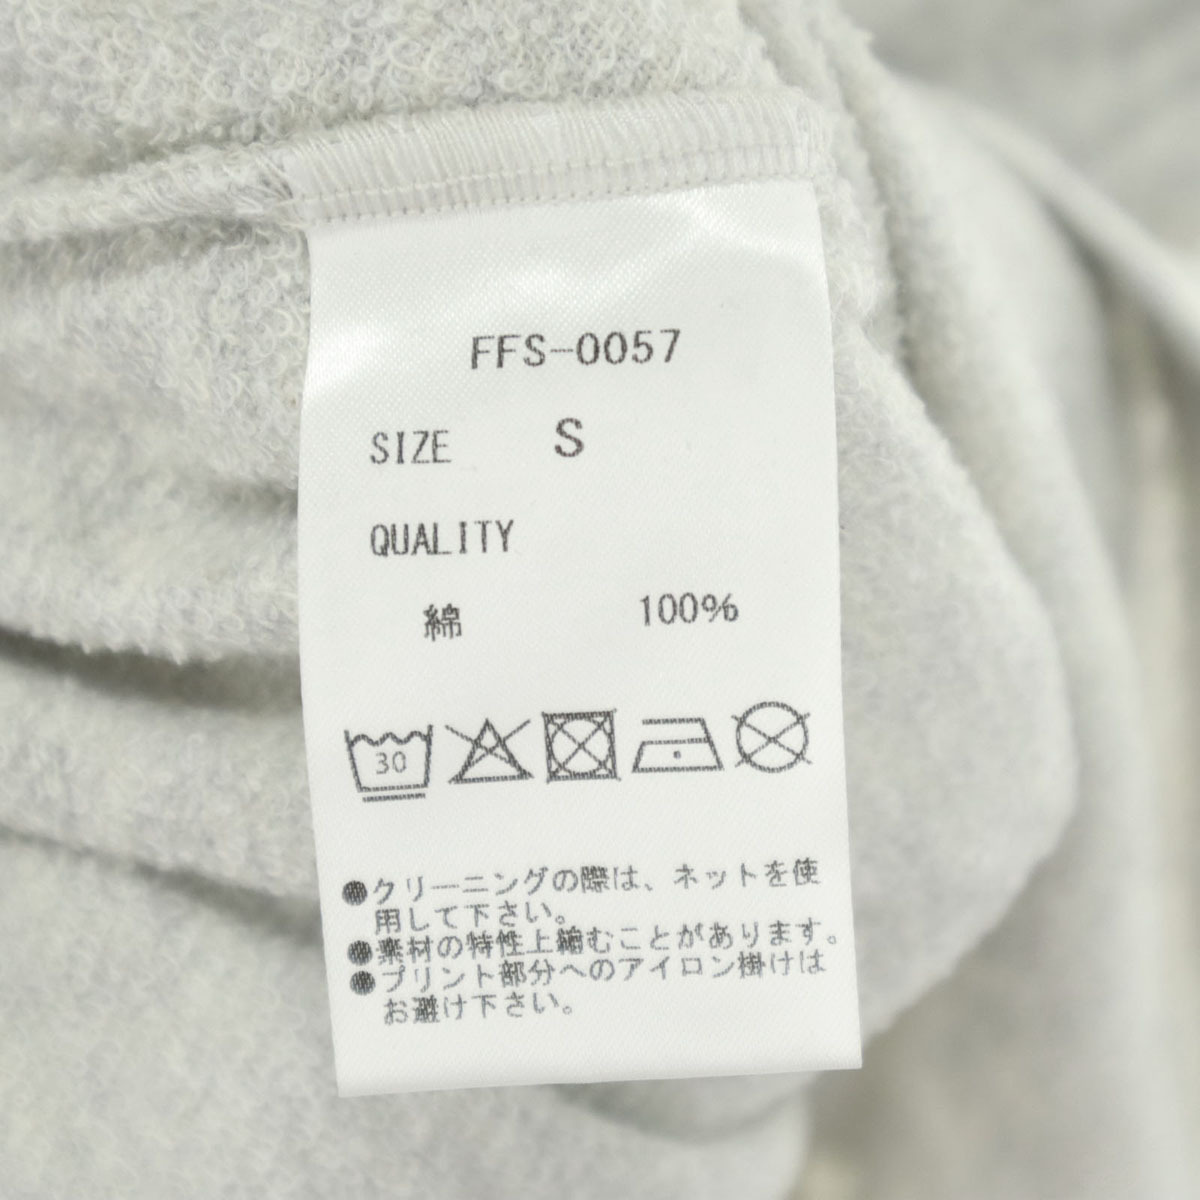 FFS-0057
SIZE S
QUALITY
綿 100%
30
●クリーニングの際は、ネットを使
用して下さい。
●素材の特性上縮むことがあります。
●プリント部分へのアイロン掛けは
お避け下さい。